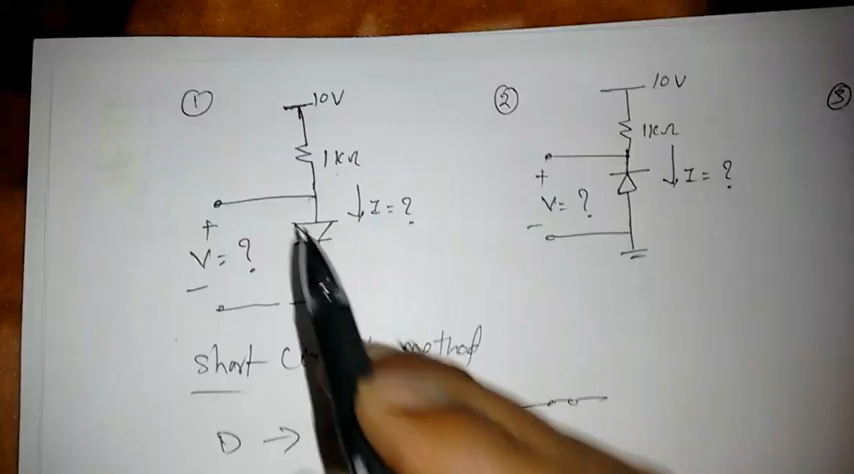 ① 10V
1KΩ
I = ?
+
V = ?
-
② 10V
1KΩ
I = ?
+
V = ?
-
③
short method
D →